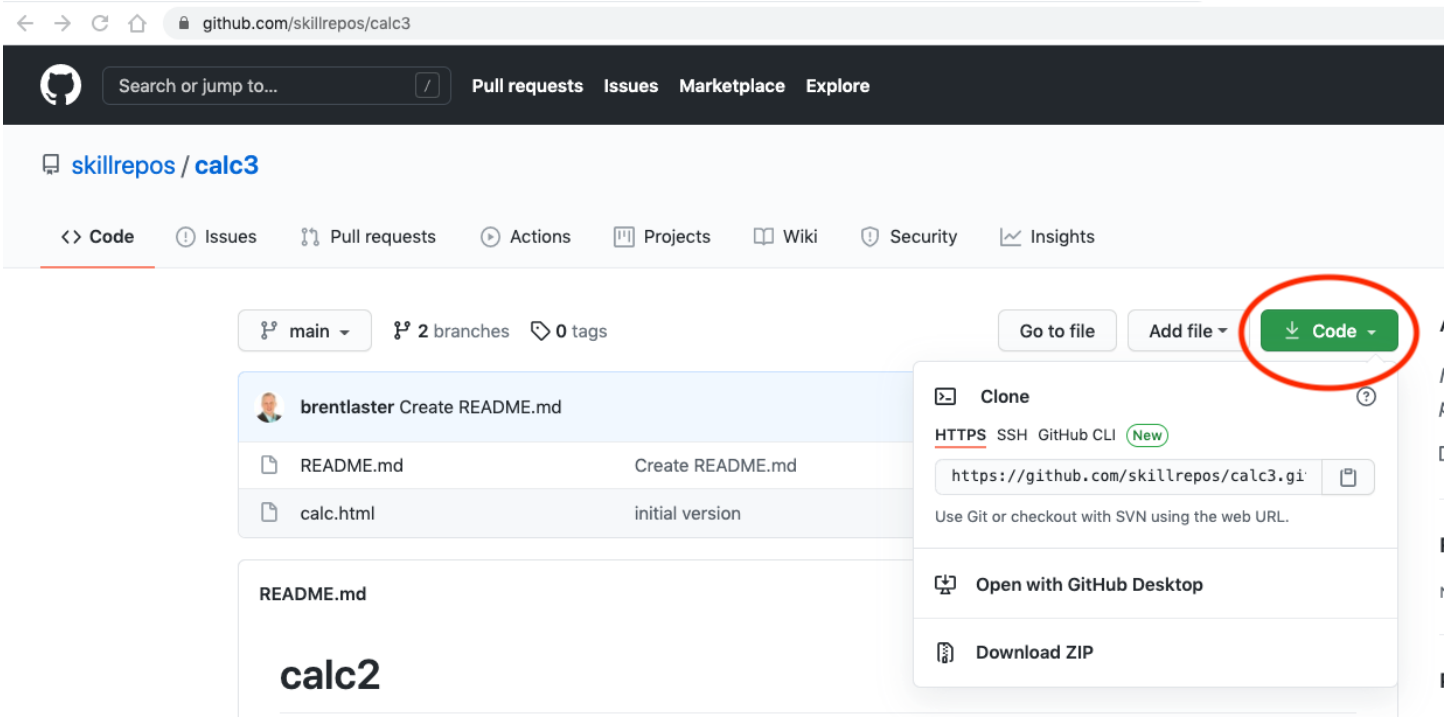 github.com/skillrepos/calc3
Search or jump to... / Pull requests Issues Marketplace Explore
skillrepos / calc3
Code Issues Pull requests Actions Projects Wiki Security Insights
main 2 branches 0 tags Go to file Add file Code
brentlaster Create README.md
README.md Create README.md
calc.html initial version
README.md
calc2
Clone
HTTPS SSH GitHub CLI New
https://github.com/skillrepos/calc3.gi
Use Git or checkout with SVN using the web URL.
Open with GitHub Desktop
Download ZIP